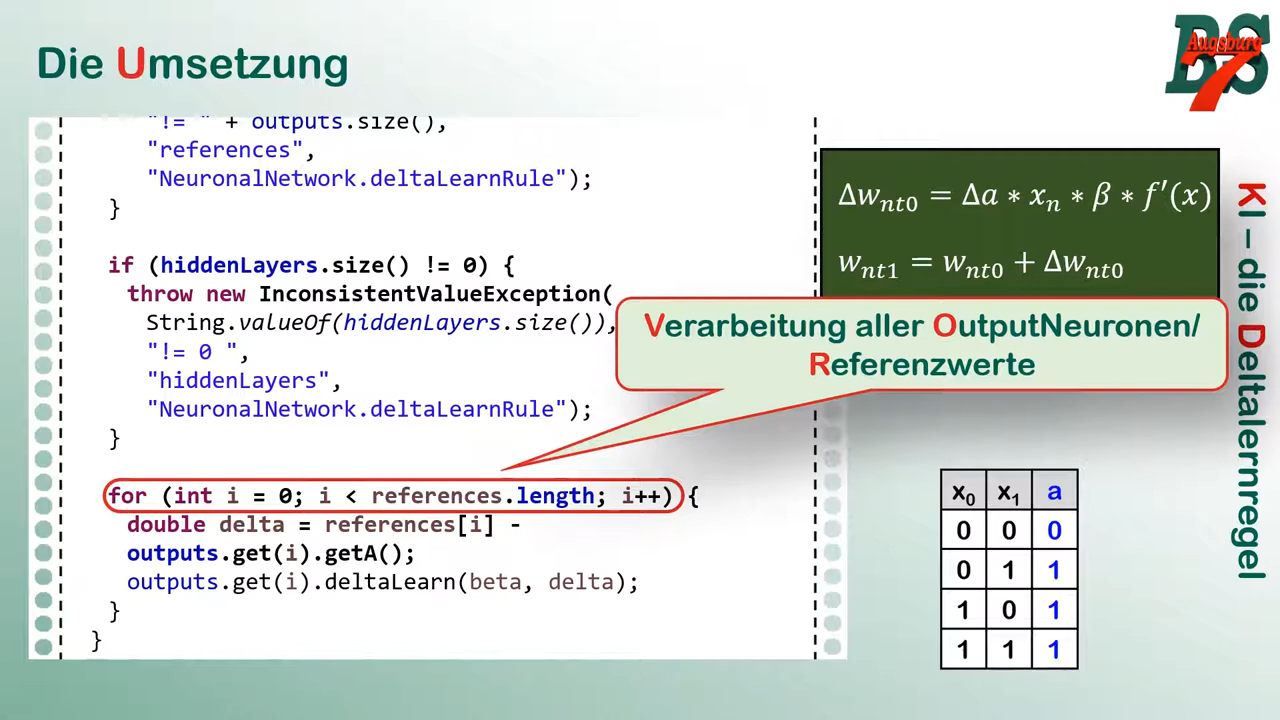 Die Umsetzung
BS7
Augsburg
"!= " + outputs.size(),
"references",
"NeuronalNetwork.deltaLearnRule");
}
if (hiddenLayers.size() != 0) {
throw new InconsistentValueException(
String.valueOf(hiddenLayers.size()),
"!= 0 ",
"hiddenLayers",
"NeuronalNetwork.deltaLearnRule");
}
for (int i = 0; i < references.length; i++) {
double delta = references[i] -
outputs.get(i).getA();
outputs.get(i).deltaLearn(beta, delta);
}
}
Δw_nt0 = Δa ∗ x_n ∗ β ∗ f′(x)
w_nt1 = w_nt0 + Δw_nt0
Verarbeitung aller OutputNeuronen/
Referenzwerte
x₀ x₁ a
0 0 0
0 1 1
1 0 1
1 1 1
KI – die Deltalernregel